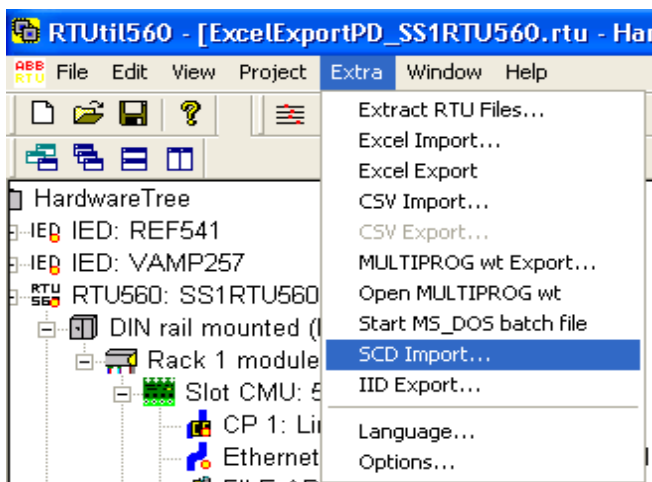 RTUtil560 - [ExcelExportPD_SS1RTU560.rtu - Har
ABB RTU File Edit View Project Extra Window Help
Extract RTU Files...
Excel Import...
Excel Export
CSV Import...
CSV Export...
MULTIPROG wt Export...
Open MULTIPROG wt
Start MS_DOS batch file
SCD Import...
IID Export...
Language...
Options...
HardwareTree
IED IED: REF541
IED IED: VAMP257
RTU 560 RTU560: SS1RTU560
DIN rail mounted (
Rack 1 module
Slot CMU: 5
CP 1: Li
Ethernet